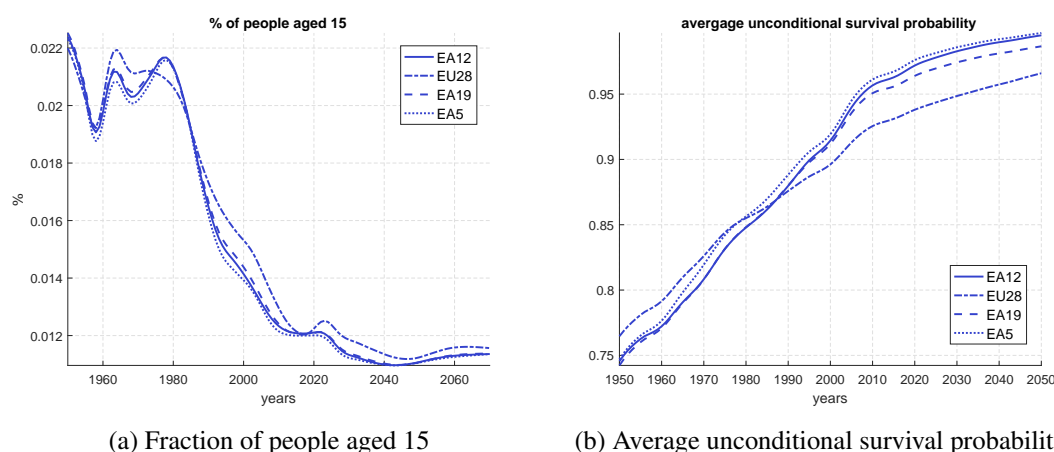 % of people aged 15
0.022
0.02
0.018
0.016
0.014
0.012
%
1960
1980
2000
2020
2040
2060
years
EA12
EU28
EA19
EA5
(a) Fraction of people aged 15
avergage unconditional survival probability
0.95
0.9
0.85
0.8
0.75
1950
1960
1970
1980
1990
2000
2010
2020
2030
2040
2050
years
EA12
EU28
EA19
EA5
(b) Average unconditional survival probabilit